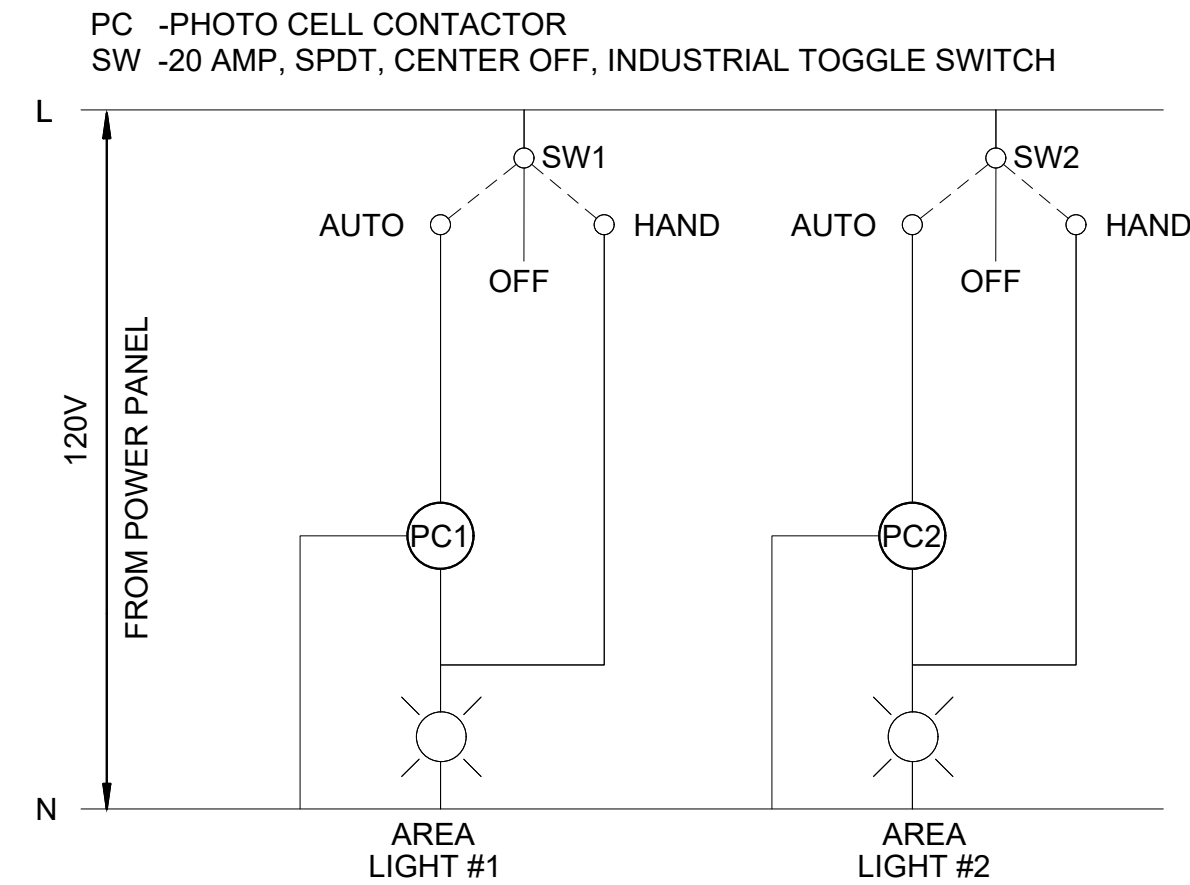 PC -PHOTO CELL CONTACTOR
SW -20 AMP, SPDT, CENTER OFF, INDUSTRIAL TOGGLE SWITCH
L
SW1
SW2
AUTO
HAND
AUTO
HAND
OFF
OFF
120V
FROM POWER PANEL
PC1
PC2
N
AREA
LIGHT #1
AREA
LIGHT #2